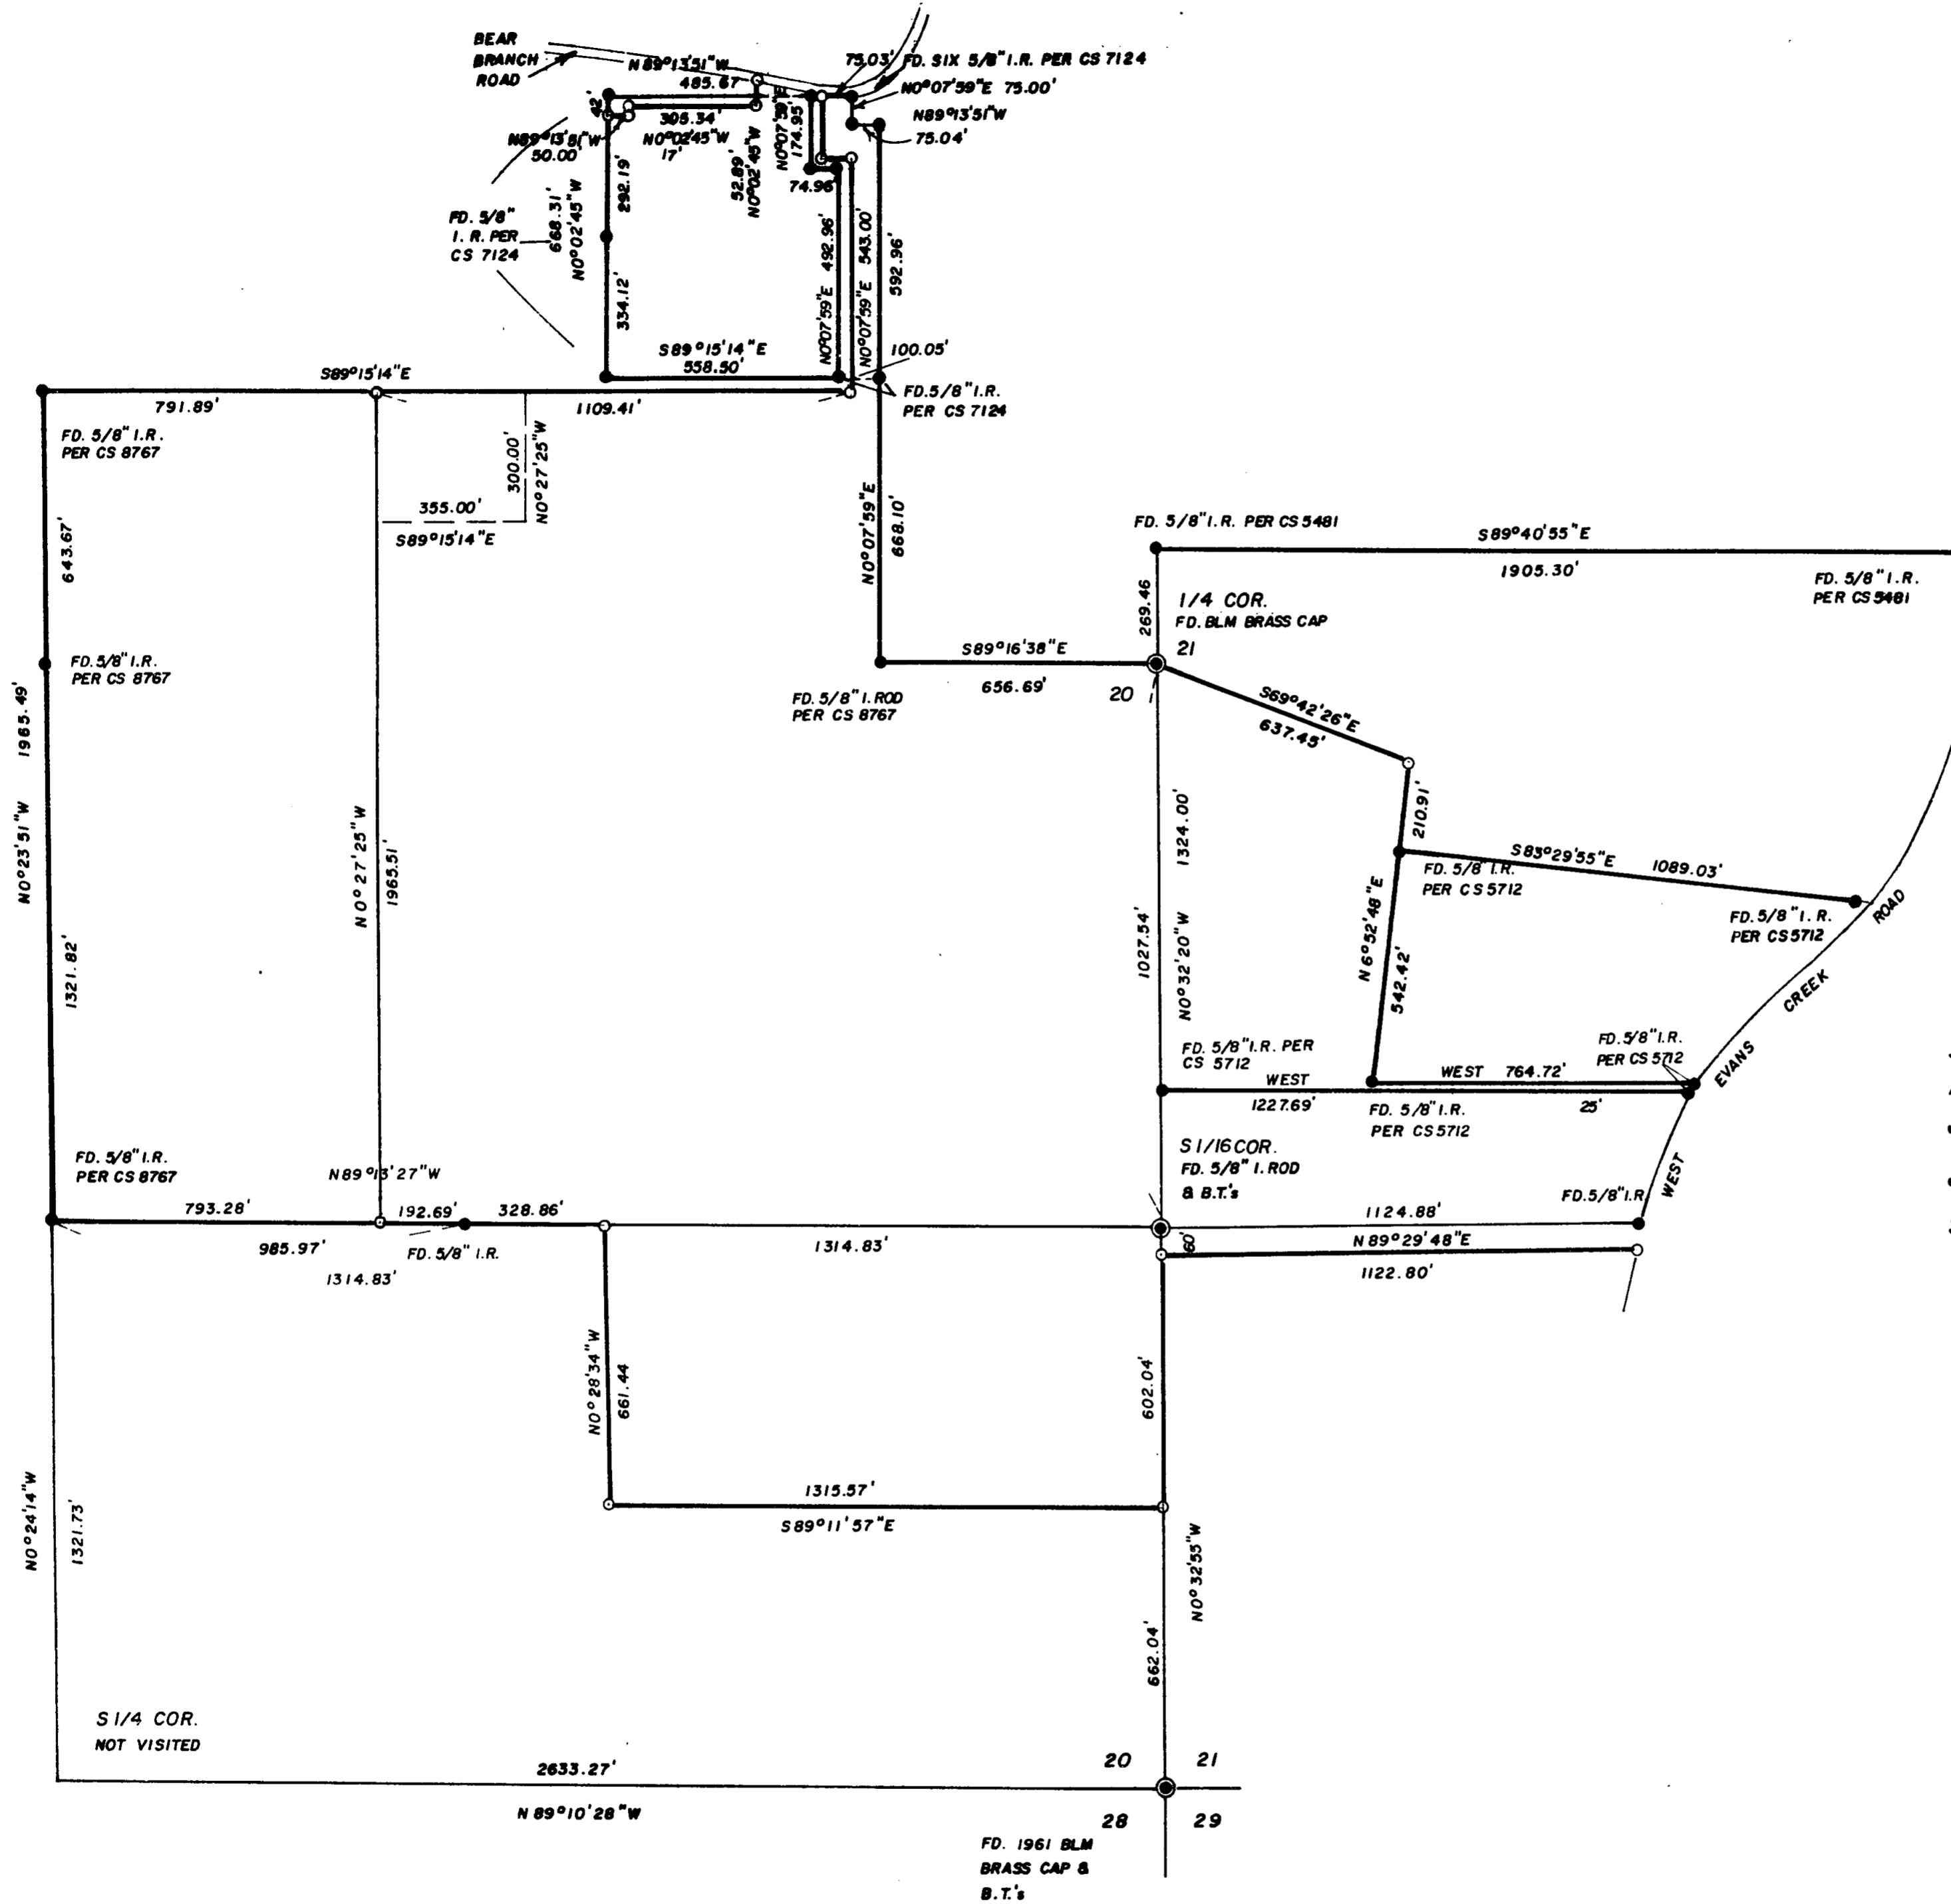 BEAR
BRANCH
ROAD
N89°13'51"W
485.67'
75.03'
FD. SIX 5/8" I.R. PER CS 7124
N0°07'59"E 75.00'
N89°13'51"W
75.04'
42'
305.34'
N89°13'51"W
50.00'
N0°02'45"W
17'
52.89'
N0°02'45"W
N0°07'59"E
174.95'
74.96'
292.19'
668.31'
N0°02'45"W
FD. 5/8"
I. R. PER
CS 7124
334.12'
N0°07'59"E 492.96'
N0°07'59"E 543.00'
592.96'
S89°15'14"E
558.50'
100.05'
FD. 5/8" I.R.
PER CS 7124
S89°15'14"E
791.89'
1109.41'
FD. 5/8" I.R.
PER CS 8767
300.00'
N0°27'25"W
355.00'
S89°15'14"E
643.67'
N0°07'59"E
668.10'
FD. 5/8" I.R. PER CS 5481
S89°40'55"E
1905.30'
FD. 5/8" I.R.
PER CS 5481
269.46
1/4 COR.
FD. BLM BRASS CAP
21
20
S89°16'38"E
656.69'
FD. 5/8" I.R.
PER CS 8767
FD. 5/8" I. ROD
PER CS 8767
S69°42'26"E
637.45'
N0°23'51"W 1965.49'
N0°27'25"W
1965.51'
1324.00'
N0°32'20"W
1027.54'
210.91'
S83°29'55"E 1089.03'
FD. 5/8" I.R.
PER CS 5712
FD. 5/8" I. R.
PER CS 5712
N6°52'48"E
542.42'
1321.82'
WEST EVANS CREEK ROAD
FD. 5/8" I.R. PER
CS 5712
FD. 5/8" I.R.
PER CS 5712
WEST 764.72'
WEST
1227.69'
25'
FD. 5/8" I.R.
PER CS 5712
S 1/16 COR.
FD. 5/8" I. ROD
& B.T.'s
FD. 5/8" I.R.
FD. 5/8" I.R.
PER CS 8767
N89°13'27"W
793.28'
192.69'
328.86'
985.97'
FD. 5/8" I.R.
1314.83'
1314.83'
1124.88'
60'
N89°29'48"E
1122.80'
N0°28'34"W
661.44
602.04'
1315.57'
S89°11'57"E
N0°24'14"W
1321.73'
N0°32'55"W
662.04'
S 1/4 COR.
NOT VISITED
2633.27'
N89°10'28"W
20
21
28
29
FD. 1961 BLM
BRASS CAP &
B.T.'s